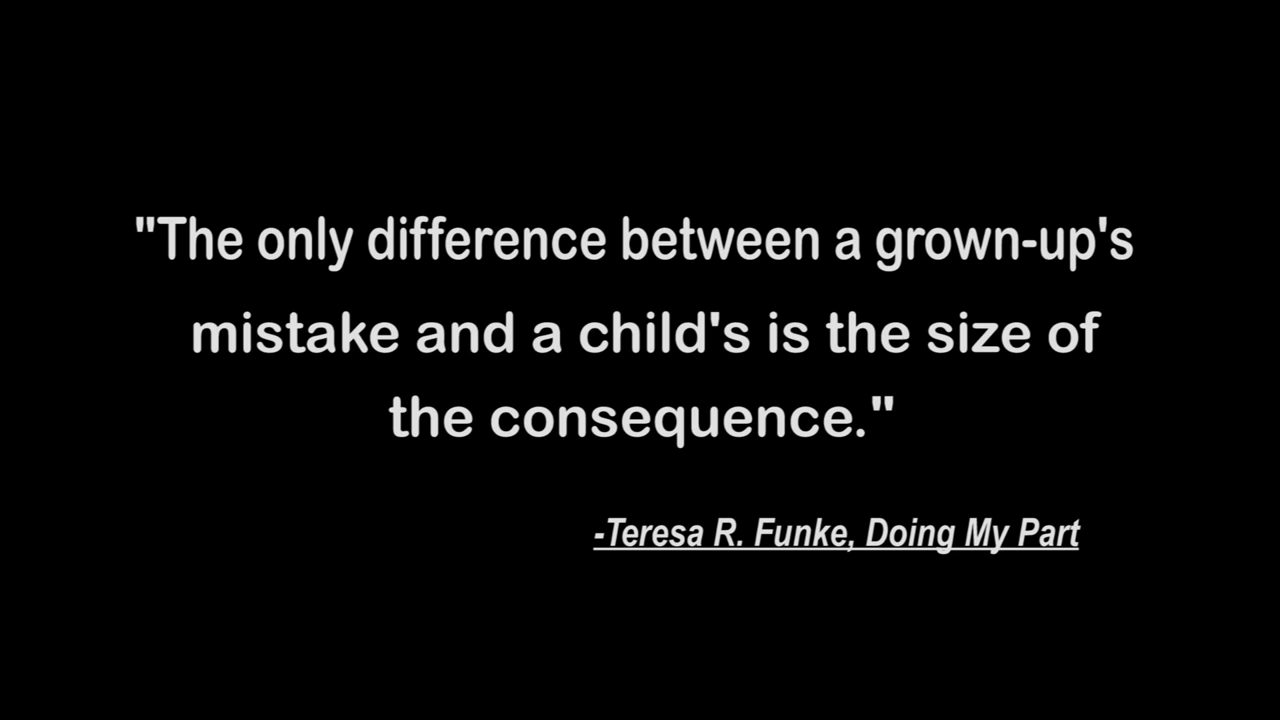 "The only difference between a grown-up's
mistake and a child's is the size of
the consequence."
-Teresa R. Funke, Doing My Part